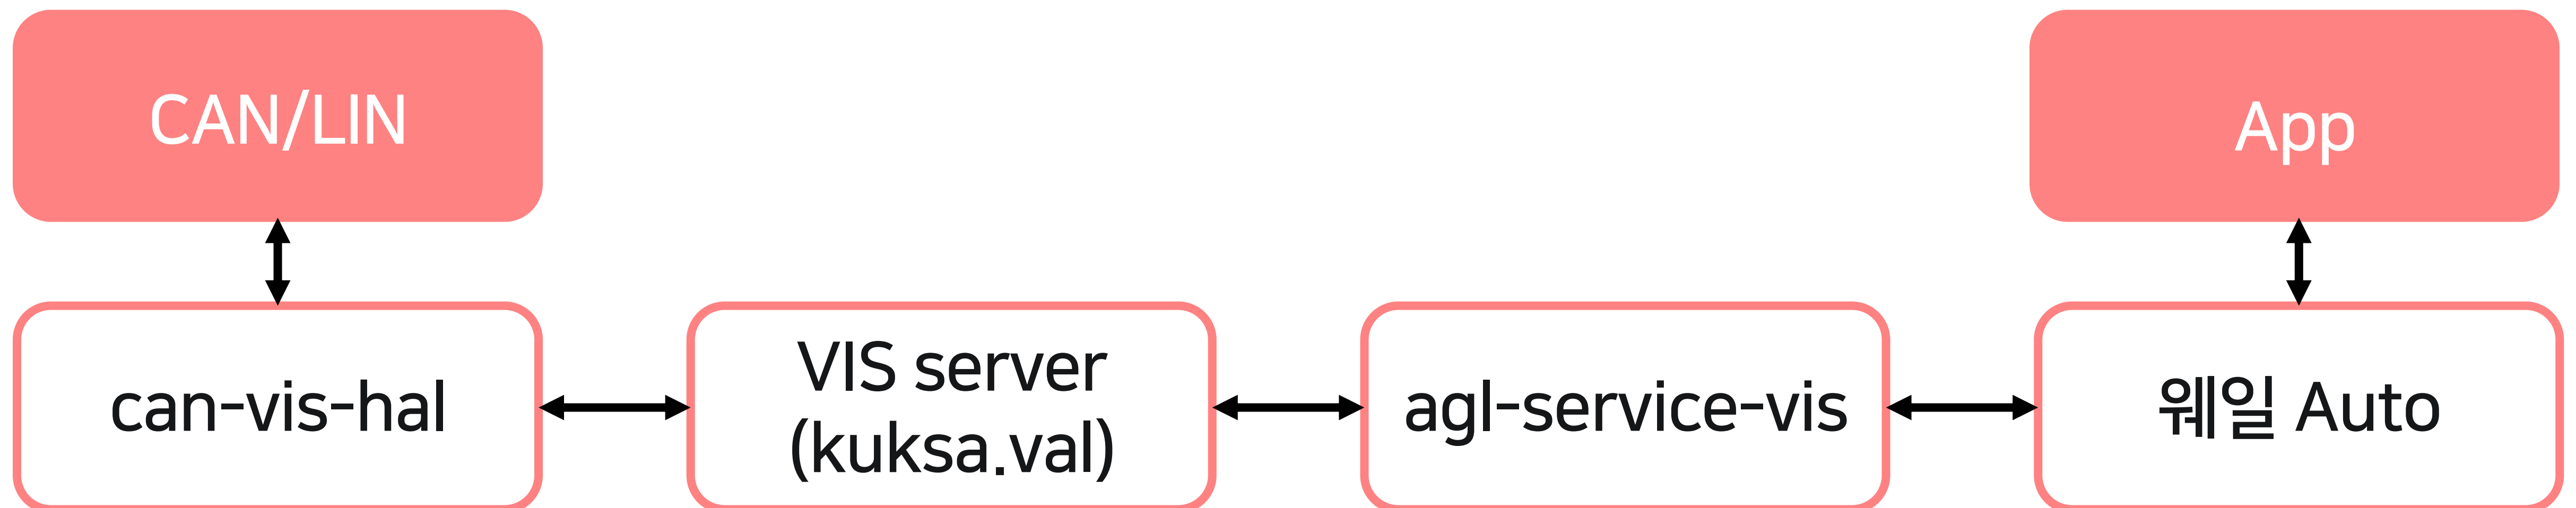 CAN/LIN
App
can-vis-hal
VIS server
(kuksa.val)
agl-service-vis
웨일 Auto